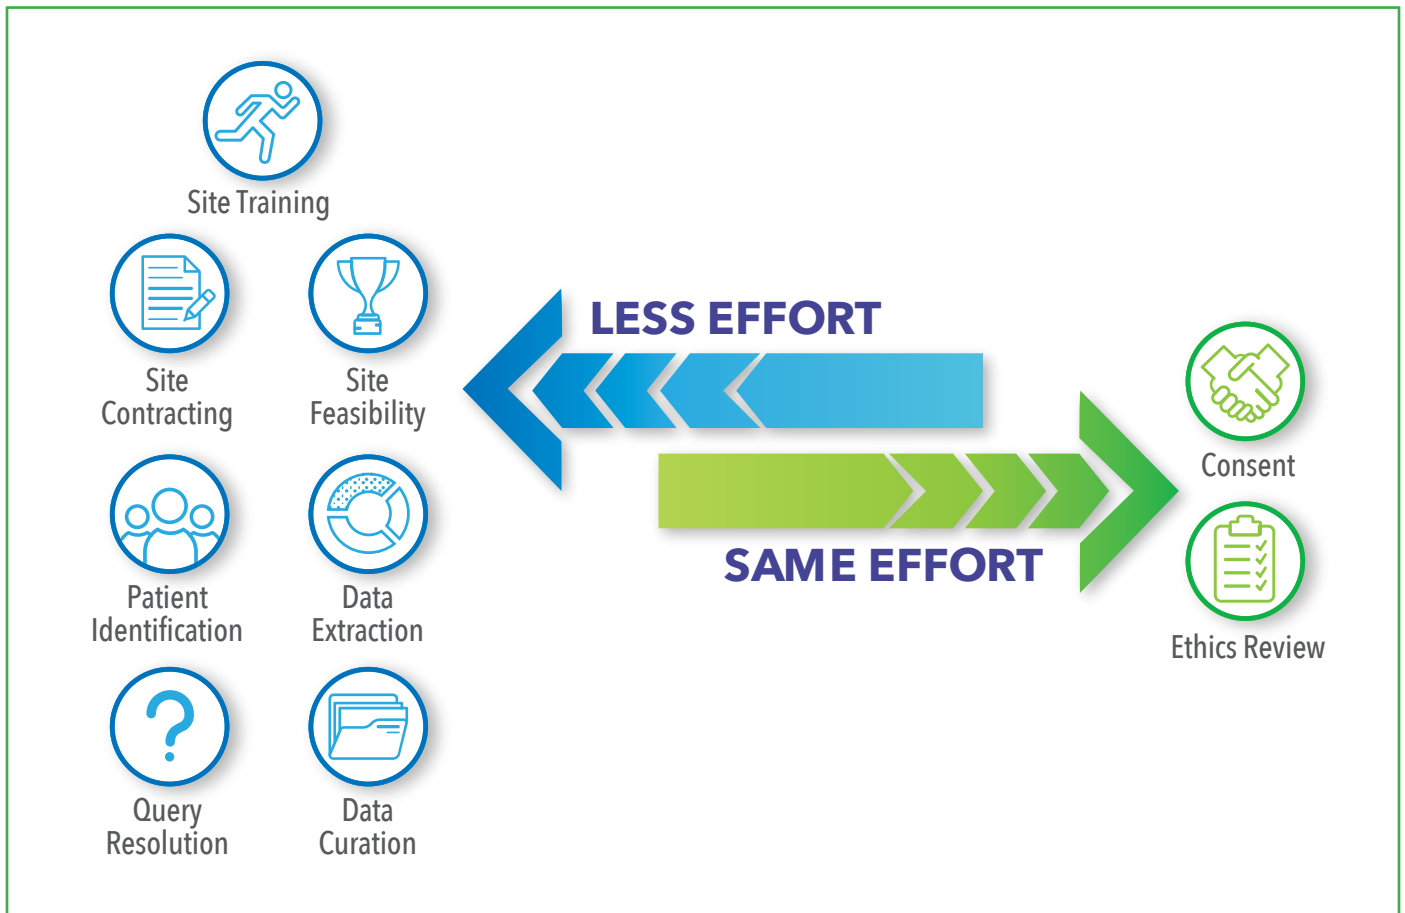 Site Training
Site
Contracting
Site
Feasibility
Patient
Identification
Data
Extraction
Query
Resolution
Data
Curation
LESS EFFORT
SAME EFFORT
Consent
Ethics Review